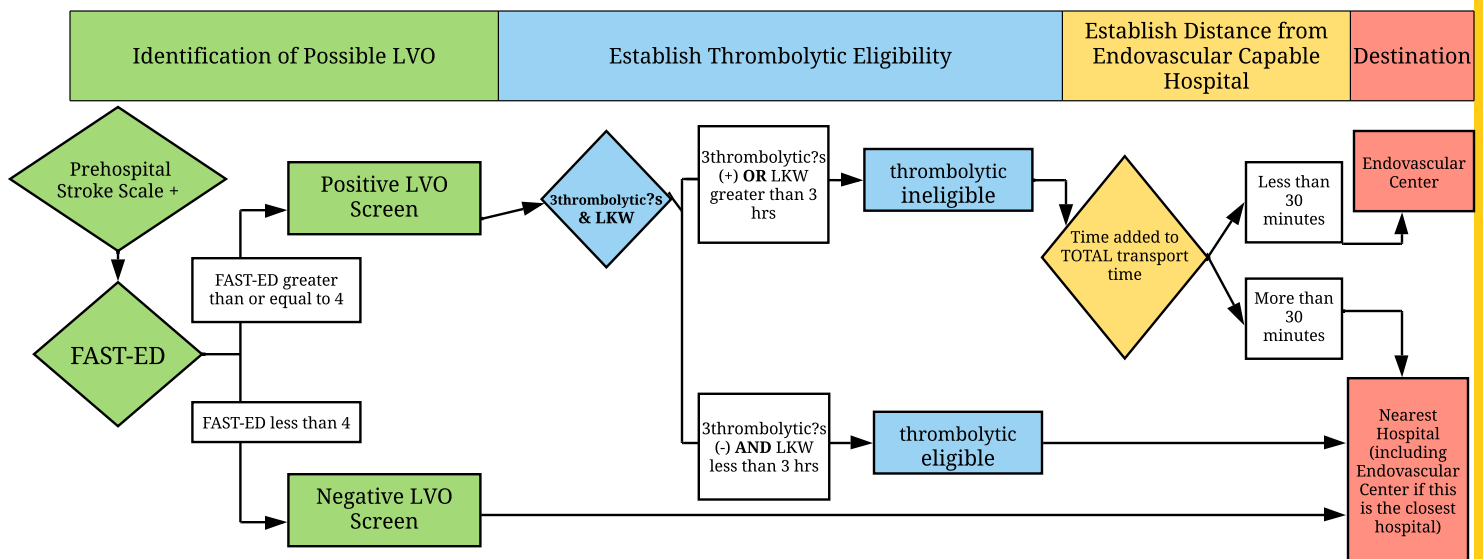 Identification of Possible LVO
Establish Thrombolytic Eligibility
Establish Distance from
Endovascular Capable
Hospital
Destination
Prehospital
Stroke Scale +
FAST-ED
FAST-ED greater
than or equal to 4
FAST-ED less than 4
Positive LVO
Screen
Negative LVO
Screen
3thrombolytic?s
& LKW
3thrombolytic?s
(+) OR LKW
greater than 3
hrs
thrombolytic
ineligible
3thrombolytic?s
(-) AND LKW
less than 3 hrs
thrombolytic
eligible
Time added to
TOTAL transport
time
Less than
30
minutes
More than
30
minutes
Endovascular
Center
Nearest
Hospital
(including
Endovascular
Center if this
is the closest
hospital)